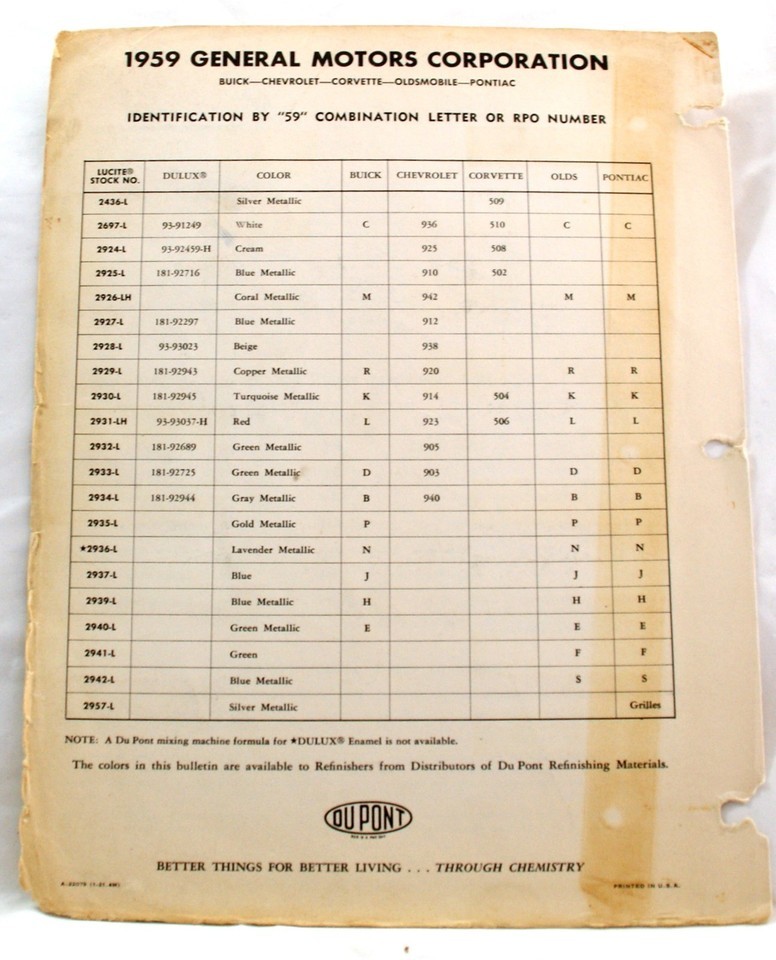 1959 GENERAL MOTORS CORPORATION
BUICK—CHEVROLET—CORVETTE—OLDSMOBILE—PONTIAC
IDENTIFICATION BY "59" COMBINATION LETTER OR RPO NUMBER
LUCITE® STOCK NO. DULUX® COLOR BUICK CHEVROLET CORVETTE OLDS PONTIAC
2436-L Silver Metallic 509
2697-L 93-91249 White C 936 510 C C
2924-L 93-92459-H Cream 925 508
2925-L 181-92716 Blue Metallic 910 502
2926-LH Coral Metallic M 942 M M
2927-L 181-92297 Blue Metallic 912
2928-L 93-93023 Beige 938
2929-L 181-92943 Copper Metallic R 920 R R
2930-L 181-92945 Turquoise Metallic K 914 504 K K
2931-LH 93-93037-H Red L 923 506 L L
2932-L 181-92689 Green Metallic 905
2933-L 181-92725 Green Metallic D 903 D D
2934-L 181-92944 Gray Metallic B 940 B B
2935-L Gold Metallic P P P
★2936-L Lavender Metallic N N N
2937-L Blue J J J
2939-L Blue Metallic H H H
2940-L Green Metallic E E E
2941-L Green F F
2942-L Blue Metallic S S
2957-L Silver Metallic Grilles
NOTE: A Du Pont mixing machine formula for ★DULUX® Enamel is not available.
The colors in this bulletin are available to Refinishers from Distributors of Du Pont Refinishing Materials.
DU PONT
BETTER THINGS FOR BETTER LIVING . . . THROUGH CHEMISTRY
PRINTED IN U.S.A.